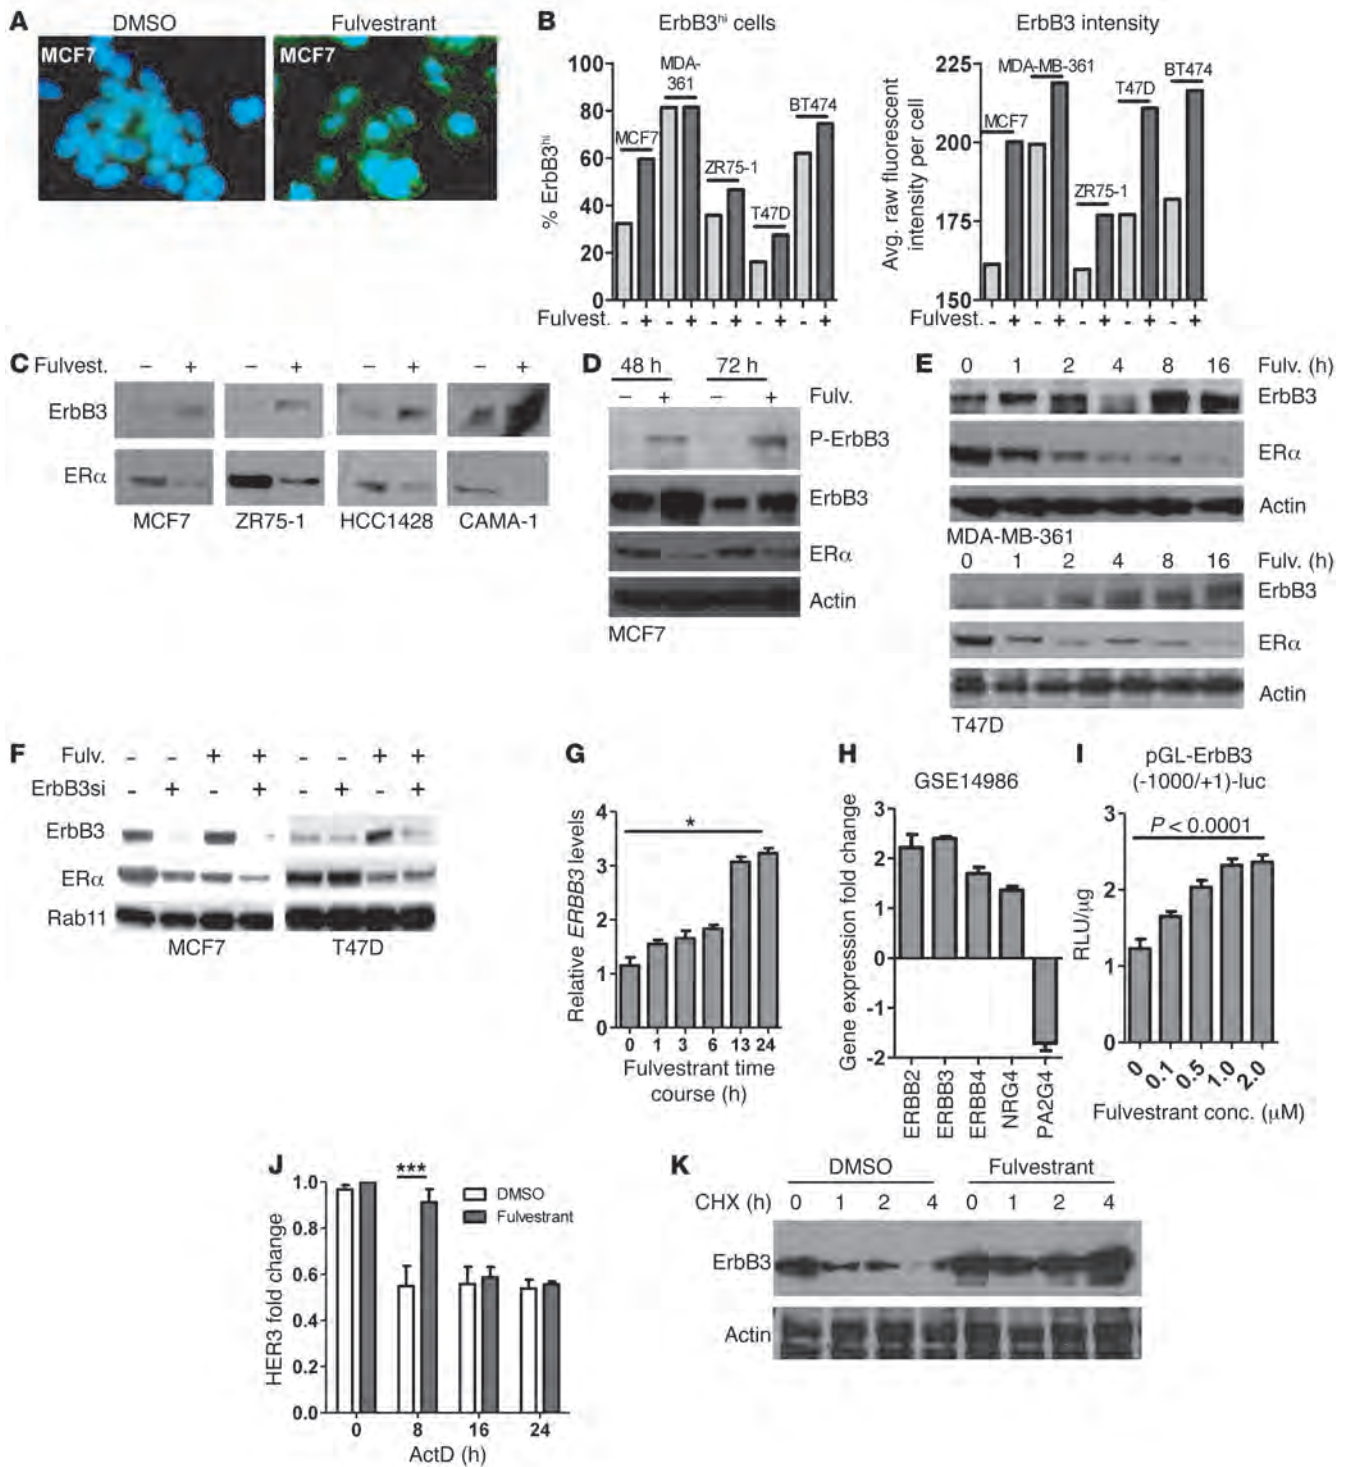 A
DMSO
Fulvestrant
MCF7
MCF7
B
ErbB3hi cells
% ErbB3hi
100
80
60
40
20
0
MCF7
MDA-
361
ZR75-1
T47D
BT474
Fulvest. - + - + - + - + - +
ErbB3 intensity
Avg. raw fluorescent
intensity per cell
225
200
175
150
MCF7
MDA-MB-361
ZR75-1
T47D
BT474
Fulvest. - + - + - + - + - +
C
Fulvest. – + – + – + – +
ErbB3
ERα
MCF7 ZR75-1 HCC1428 CAMA-1
D
48 h 72 h
– + – + Fulv.
P-ErbB3
ErbB3
ERα
Actin
MCF7
E
0 1 2 4 8 16 Fulv. (h)
ErbB3
ERα
Actin
MDA-MB-361
0 1 2 4 8 16 Fulv. (h)
ErbB3
ERα
Actin
T47D
F
Fulv. - - + + - - + +
ErbB3si - + - + - + - +
ErbB3
ERα
Rab11
MCF7 T47D
G
Relative ERBB3 levels
4
3
2
1
0
*
0 1 3 6 13 24
Fulvestrant time
course (h)
H
GSE14986
Gene expression fold change
3
2
1
0
-1
-2
ERBB2
ERBB3
ERBB4
NRG4
PA2G4
I
pGL-ErbB3
(-1000/+1)-luc
P < 0.0001
RLU/μg
3
2
1
0
0 0.1 0.5 1.0 2.0
Fulvestrant conc. (μM)
J
HER3 fold change
1.0
0.8
0.6
0.4
0.2
0.0
***
DMSO
Fulvestrant
0 8 16 24
ActD (h)
K
DMSO Fulvestrant
CHX (h) 0 1 2 4 0 1 2 4
ErbB3
Actin